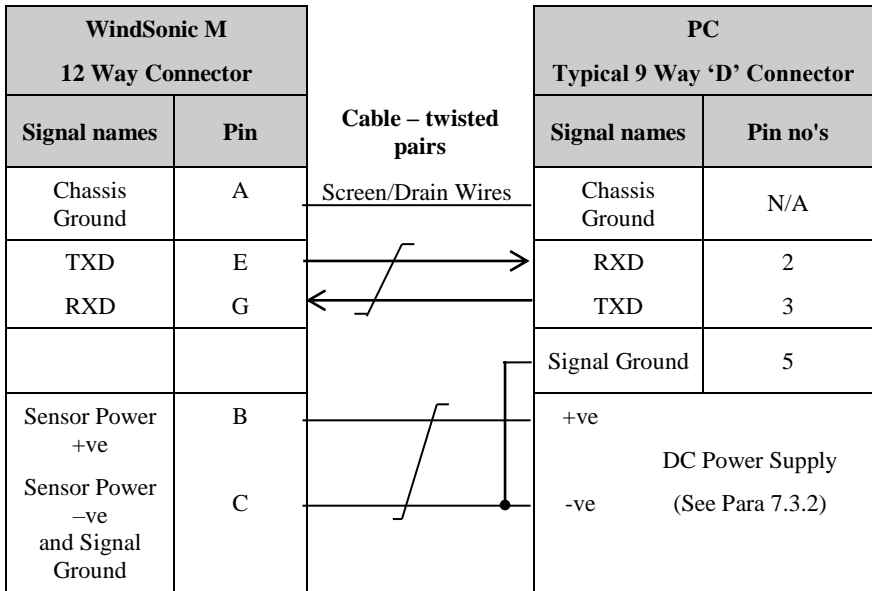 WindSonic M
12 Way Connector
PC
Typical 9 Way ‘D’ Connector
Signal names
Pin
Cable – twisted
pairs
Signal names
Pin no's
Chassis
Ground
A
Screen/Drain Wires
Chassis
Ground
N/A
TXD
E
RXD
2
RXD
G
TXD
3
Signal Ground
5
Sensor Power
+ve
B
+ve
DC Power Supply
Sensor Power
–ve
and Signal
Ground
C
-ve
(See Para 7.3.2)